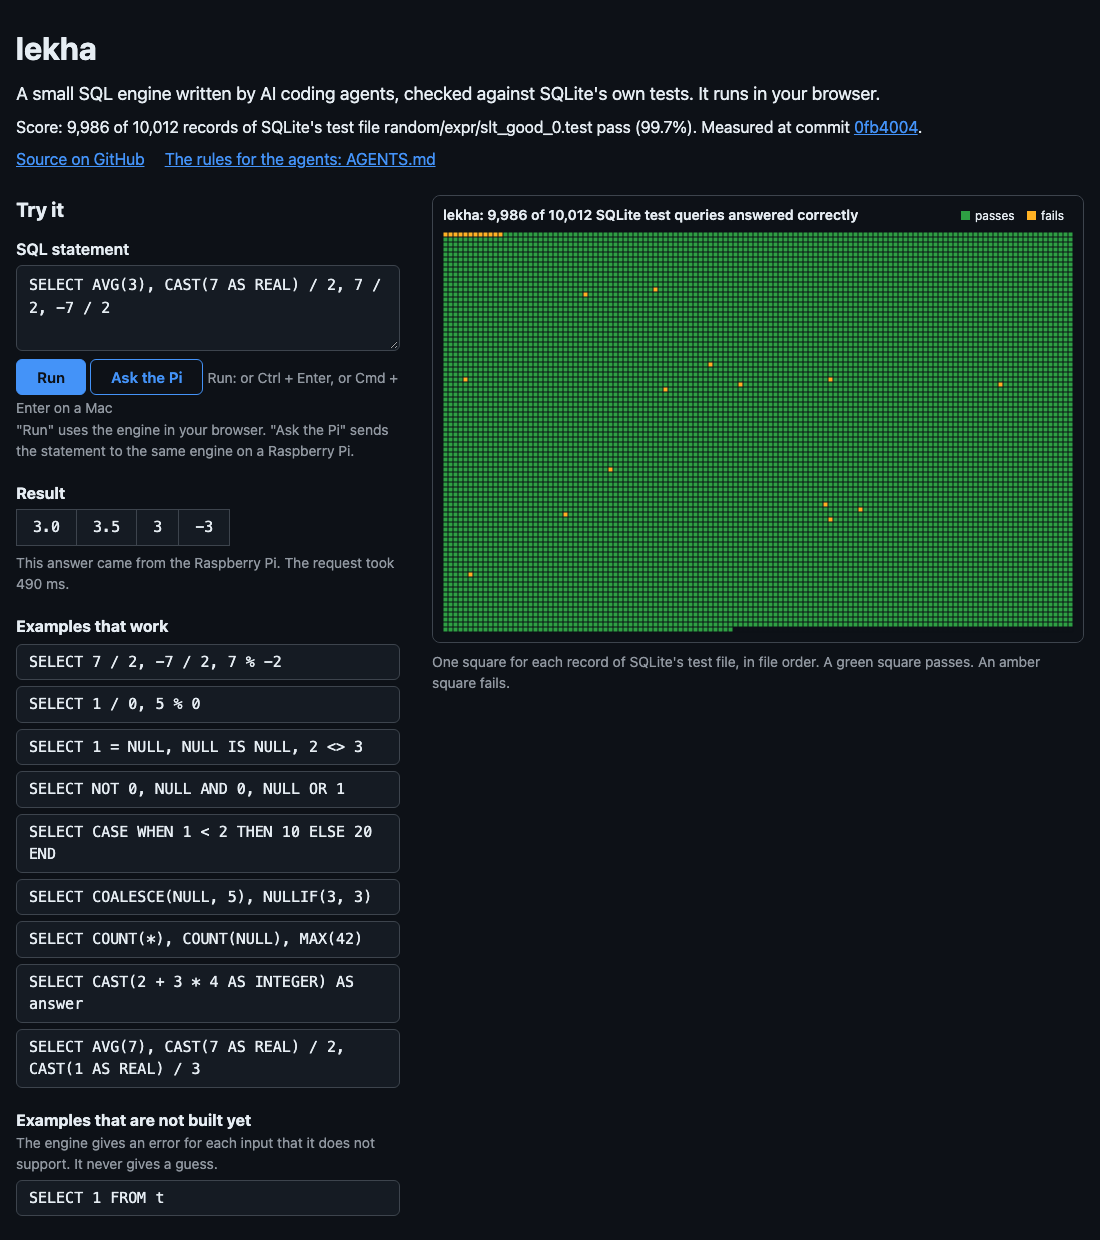 lekha
A small SQL engine written by AI coding agents, checked against SQLite's own tests. It runs in your browser.
Score: 9,986 of 10,012 records of SQLite's test file random/expr/slt_good_0.test pass (99.7%). Measured at commit 0fb4004.
Source on GitHub The rules for the agents: AGENTS.md
Try it
SQL statement
SELECT AVG(3), CAST(7 AS REAL) / 2, 7 /
2, -7 / 2
Run Ask the Pi Run: or Ctrl + Enter, or Cmd +
Enter on a Mac
"Run" uses the engine in your browser. "Ask the Pi" sends
the statement to the same engine on a Raspberry Pi.
Result
3.0 3.5 3 -3
This answer came from the Raspberry Pi. The request took
490 ms.
Examples that work
SELECT 7 / 2, -7 / 2, 7 % -2
SELECT 1 / 0, 5 % 0
SELECT 1 = NULL, NULL IS NULL, 2 <> 3
SELECT NOT 0, NULL AND 0, NULL OR 1
SELECT CASE WHEN 1 < 2 THEN 10 ELSE 20
END
SELECT COALESCE(NULL, 5), NULLIF(3, 3)
SELECT COUNT(*), COUNT(NULL), MAX(42)
SELECT CAST(2 + 3 * 4 AS INTEGER) AS
answer
SELECT AVG(7), CAST(7 AS REAL) / 2,
CAST(1 AS REAL) / 3
Examples that are not built yet
The engine gives an error for each input that it does not
support. It never gives a guess.
SELECT 1 FROM t
lekha: 9,986 of 10,012 SQLite test queries answered correctly passes fails
One square for each record of SQLite's test file, in file order. A green square passes. An amber
square fails.